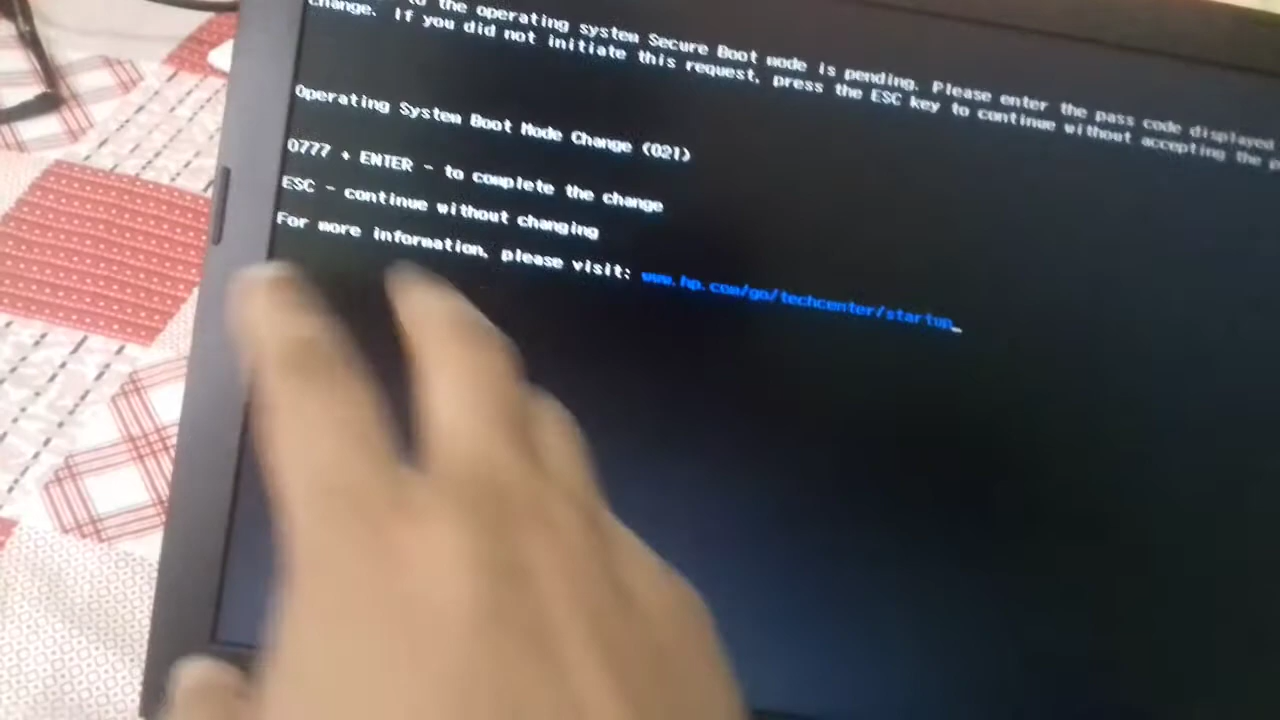 to the operating system Secure Boot mode is pending. Please enter the pass code displayed
change. If you did not initiate this request, press the ESC key to continue without accepting the
Operating System Boot Mode Change (021)
0777 + ENTER - to complete the change
ESC - continue without changing
For more information, please visit: www.hp.com/go/techcenter/startup